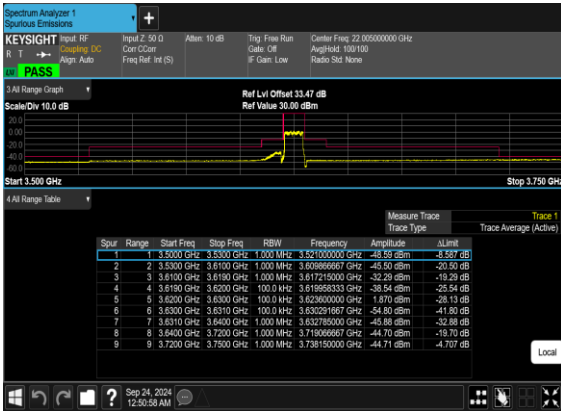 Spectrum Analyzer 1
Spurious Emissions
+
KEYSIGHT Input: RF Input Z: 50 Ω Atten: 10 dB Trig: Free Run Center Freq: 22.005000000 GHz
R T Coupling: DC Corr CCorr Gate: Off Avg|Hold: 100/100
Align: Auto Freq Ref: Int (S) IF Gain: Low Radio Std: None
PASS
3 All Range Graph
Ref Lvl Offset 33.47 dB
Scale/Div 10.0 dB Ref Value 30.00 dBm
20.0
0.00
-20.0
-40.0
-60.0
Start 3.500 GHz Stop 3.750 GHz
4 All Range Table
Measure Trace Trace 1
Trace Type Trace Average (Active)
Spur Range Start Freq Stop Freq RBW Frequency Amplitude ΔLimit
1 1 3.5000 GHz 3.5300 GHz 1.000 MHz 3.521000000 GHz -48.59 dBm -8.587 dB
2 2 3.5300 GHz 3.6100 GHz 1.000 MHz 3.609866667 GHz -45.50 dBm -20.50 dB
3 3 3.6100 GHz 3.6190 GHz 1.000 MHz 3.617215000 GHz -32.29 dBm -19.29 dB
4 4 3.6190 GHz 3.6200 GHz 100.0 kHz 3.619958333 GHz -38.54 dBm -25.54 dB
5 5 3.6200 GHz 3.6300 GHz 100.0 kHz 3.623600000 GHz 1.870 dBm -28.13 dB
6 6 3.6300 GHz 3.6310 GHz 100.0 kHz 3.630291667 GHz -54.80 dBm -41.80 dB
7 7 3.6310 GHz 3.6400 GHz 1.000 MHz 3.632785000 GHz -45.88 dBm -32.88 dB
8 8 3.6400 GHz 3.7200 GHz 1.000 MHz 3.719066667 GHz -44.70 dBm -19.70 dB
9 9 3.7200 GHz 3.7500 GHz 1.000 MHz 3.738150000 GHz -44.71 dBm -4.707 dB
Local
? Sep 24, 2024
12:50:58 AM